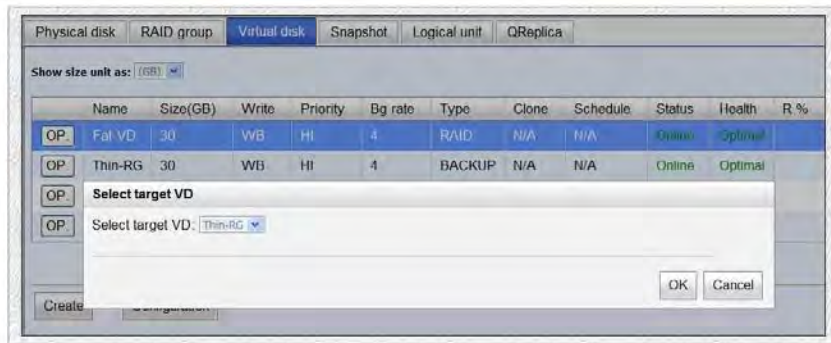 Physical disk RAID group Virtual disk Snapshot Logical unit QReplica
Show size unit as: (GB)
Name Size(GB) Write Priority Bg rate Type Clone Schedule Status Health R %
OP. Fat-VD 30 WB HI 4 RAID N/A N/A Online Optimal
OP. Thin-RG 30 WB HI 4 BACKUP N/A N/A Online Optimal
OP. Select target VD
OP. Select target VD: Thin-RG
OK Cancel
Create